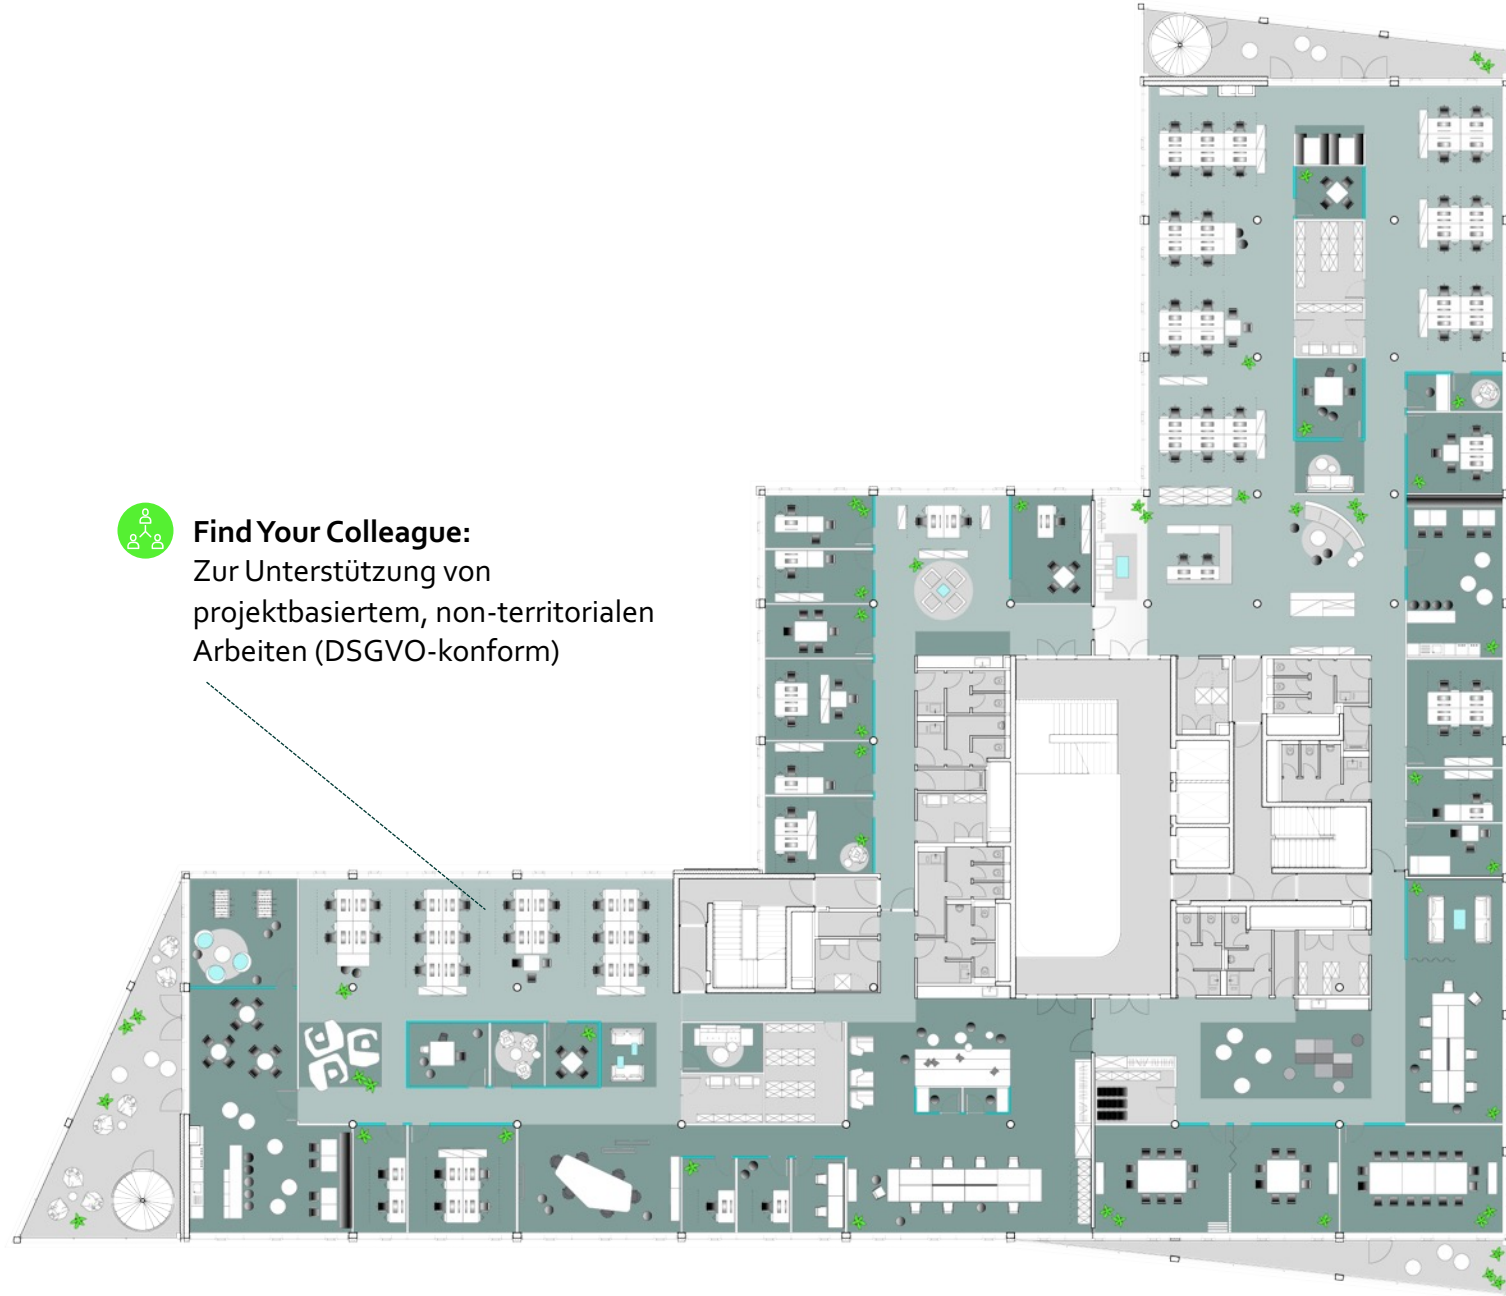 Find Your Colleague:
Zur Unterstützung von
projektbasiertem, non-territorialen
Arbeiten (DSGVO-konform)